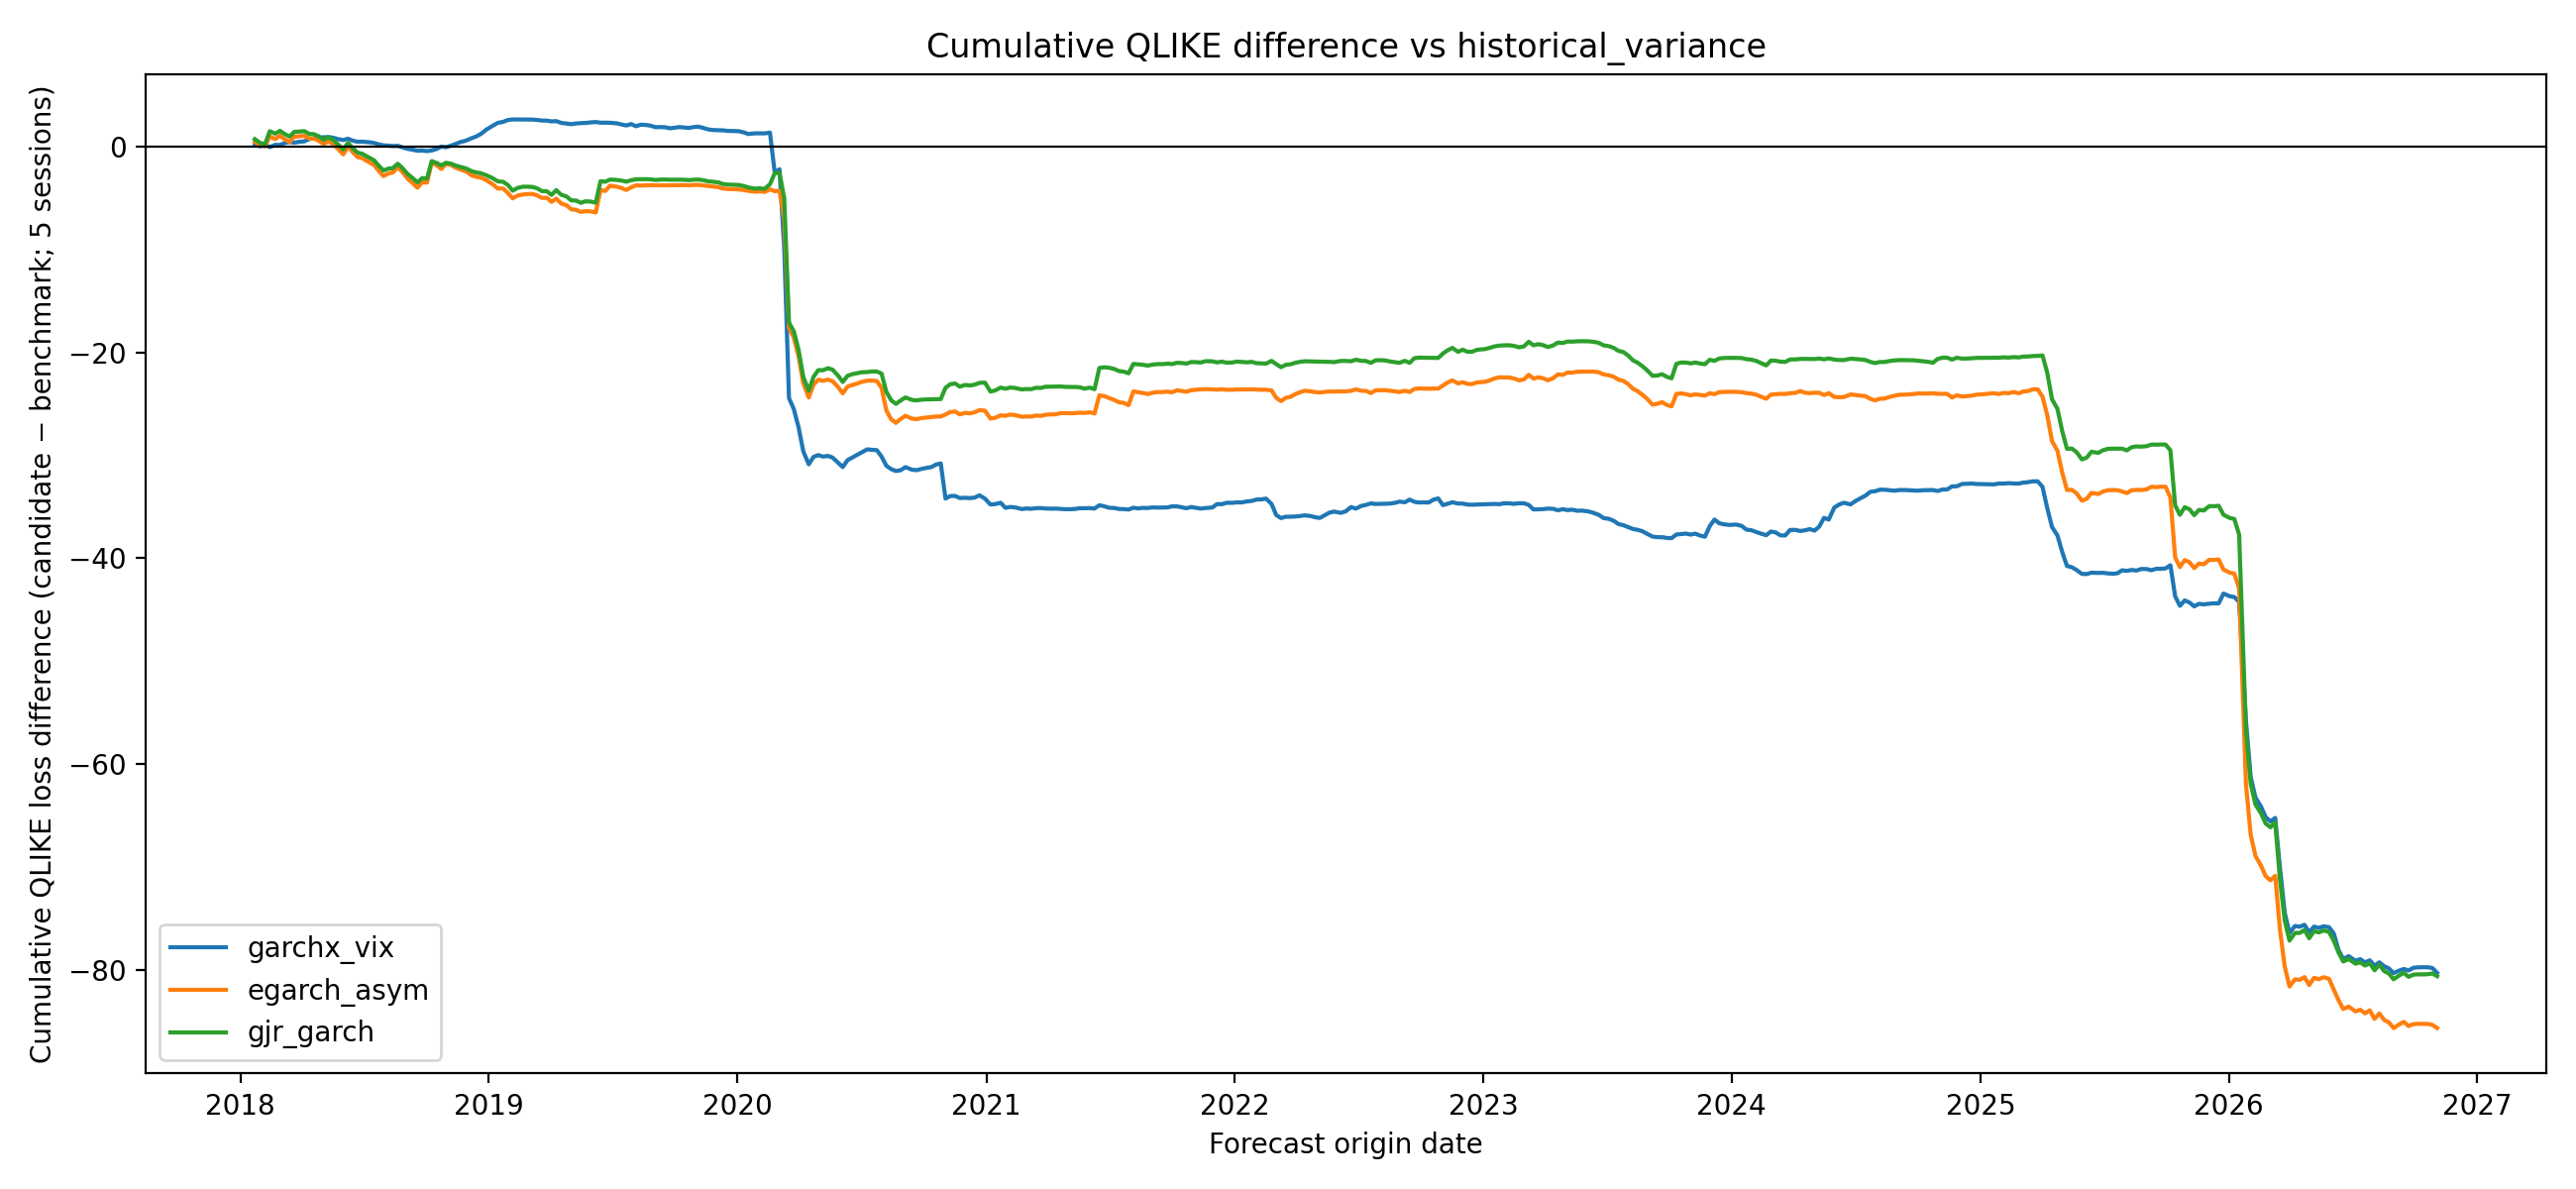 Cumulative QLIKE difference vs historical_variance
Cumulative QLIKE loss difference (candidate − benchmark; 5 sessions)
0
−20
−40
−60
−80
garchx_vix
egarch_asym
gjr_garch
2018 2019 2020 2021 2022 2023 2024 2025 2026 2027
Forecast origin date